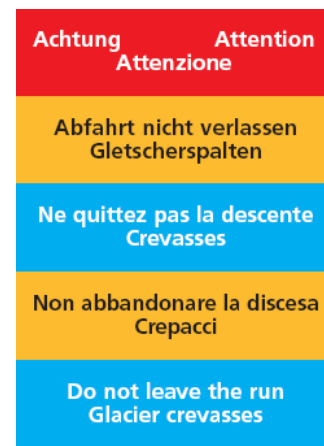 Achtung Attention
Attenzione
Abfahrt nicht verlassen
Gletscherspalten
Ne quittez pas la descente
Crevasses
Non abbandonare la discesa
Crepacci
Do not leave the run
Glacier crevasses